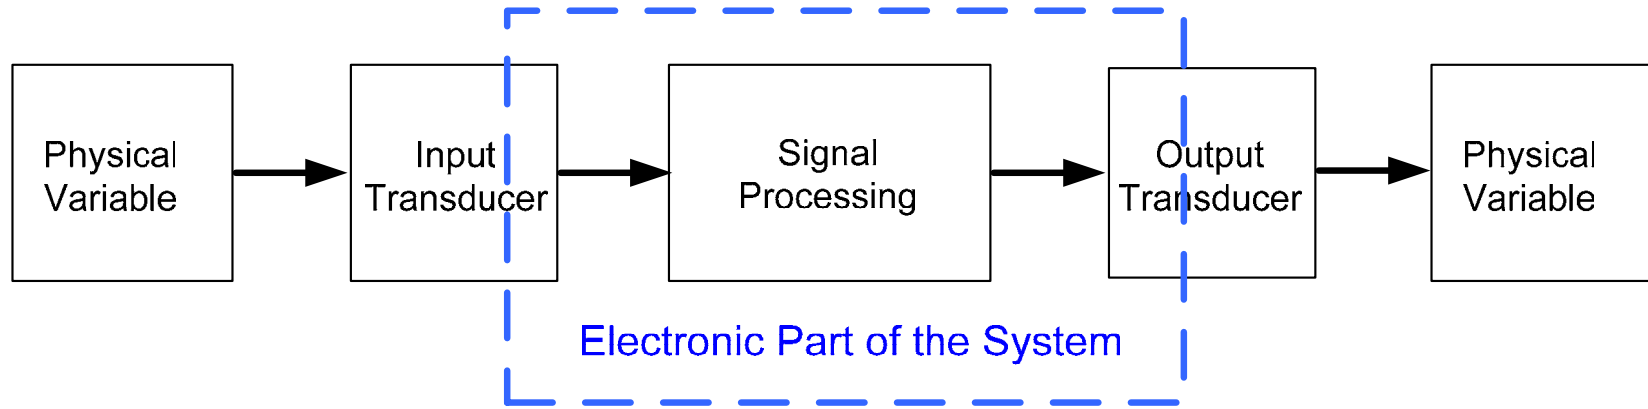 Physical
Variable
Input
Transducer
Signal
Processing
Output
Transducer
Physical
Variable
Electronic Part of the System